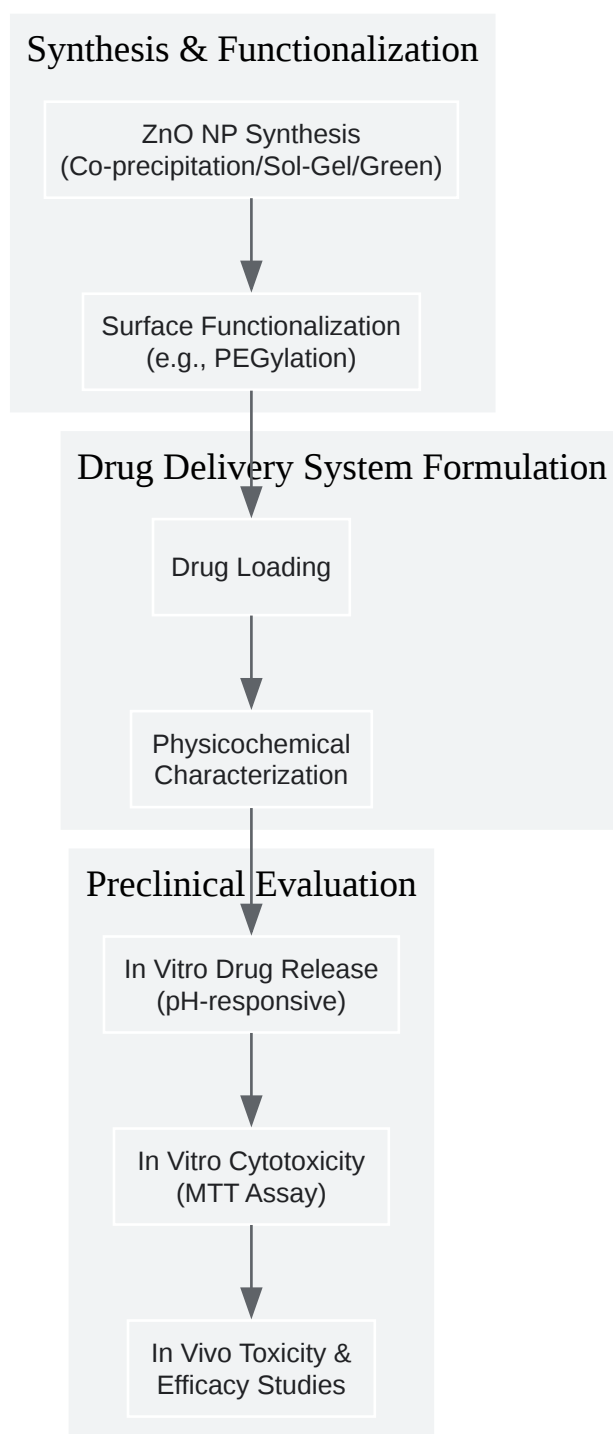 Synthesis & Functionalization
ZnO NP Synthesis
(Co-precipitation/Sol-Gel/Green)
Surface Functionalization
(e.g., PEGylation)
Drug Delivery System Formulation
Drug Loading
Physicochemical
Characterization
Preclinical Evaluation
In Vitro Drug Release
(pH-responsive)
In Vitro Cytotoxicity
(MTT Assay)
In Vivo Toxicity &
Efficacy Studies